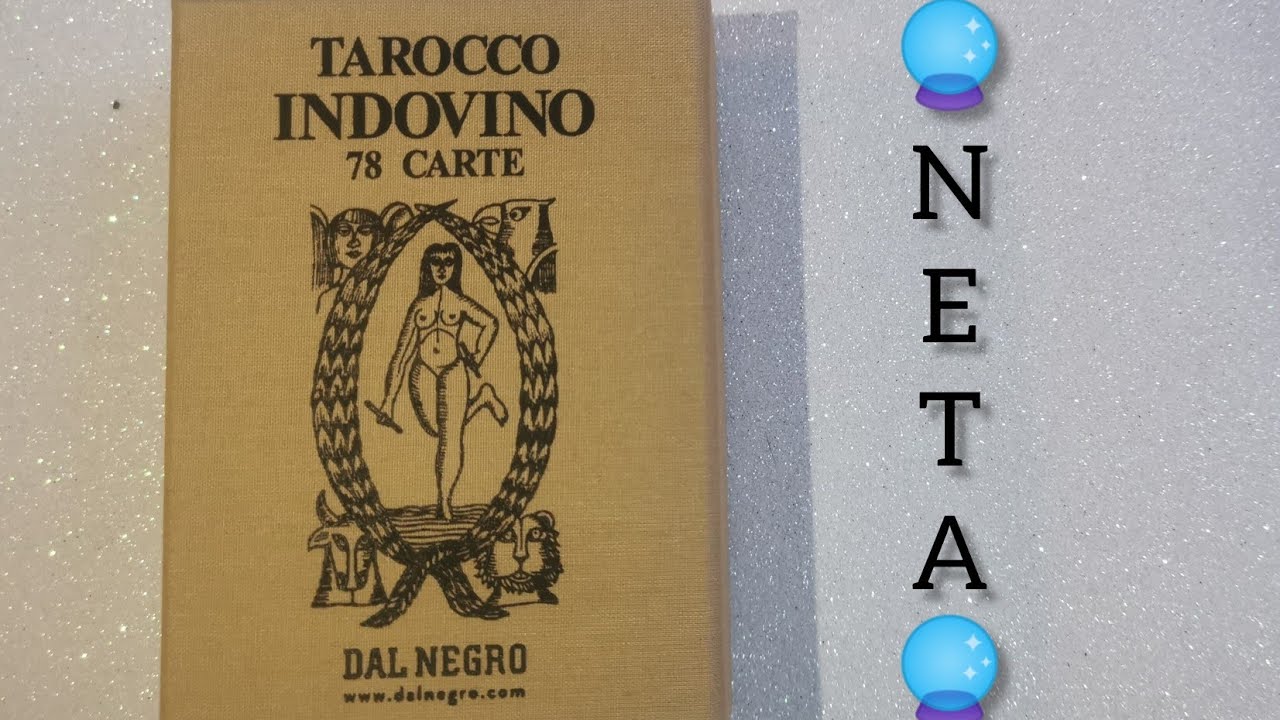 TAROCCO
INDOVINO
78 CARTE
DAL NEGRO
www.dalnegro.com
N
E
T
A